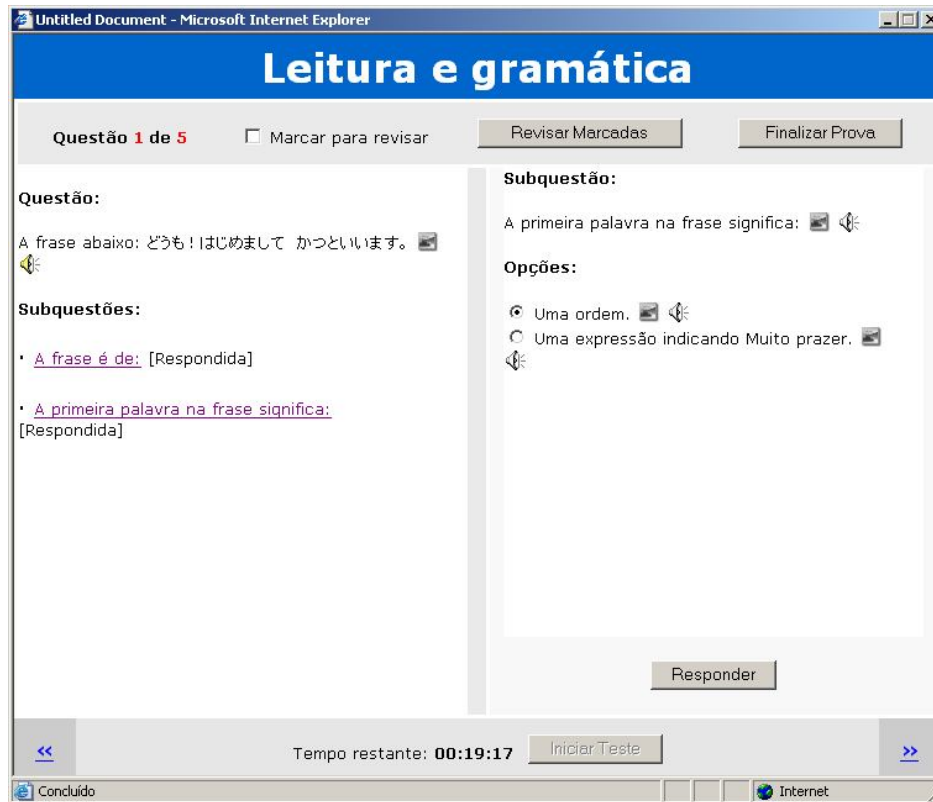 Untitled Document - Microsoft Internet Explorer
Leitura e gramática
Questão 1 de 5
Marcar para revisar
Revisar Marcadas
Finalizar Prova
Questão:
A frase abaixo: どうも！はじめまして かつといいます。
Subquestões:
· A frase é de: [Respondida]
· A primeira palavra na frase significa:
[Respondida]
Subquestão:
A primeira palavra na frase significa:
Opções:
Uma ordem.
Uma expressão indicando Muito prazer.
Responder
<<
Tempo restante: 00:19:17
Iniciar Teste
>>
Concluído
Internet